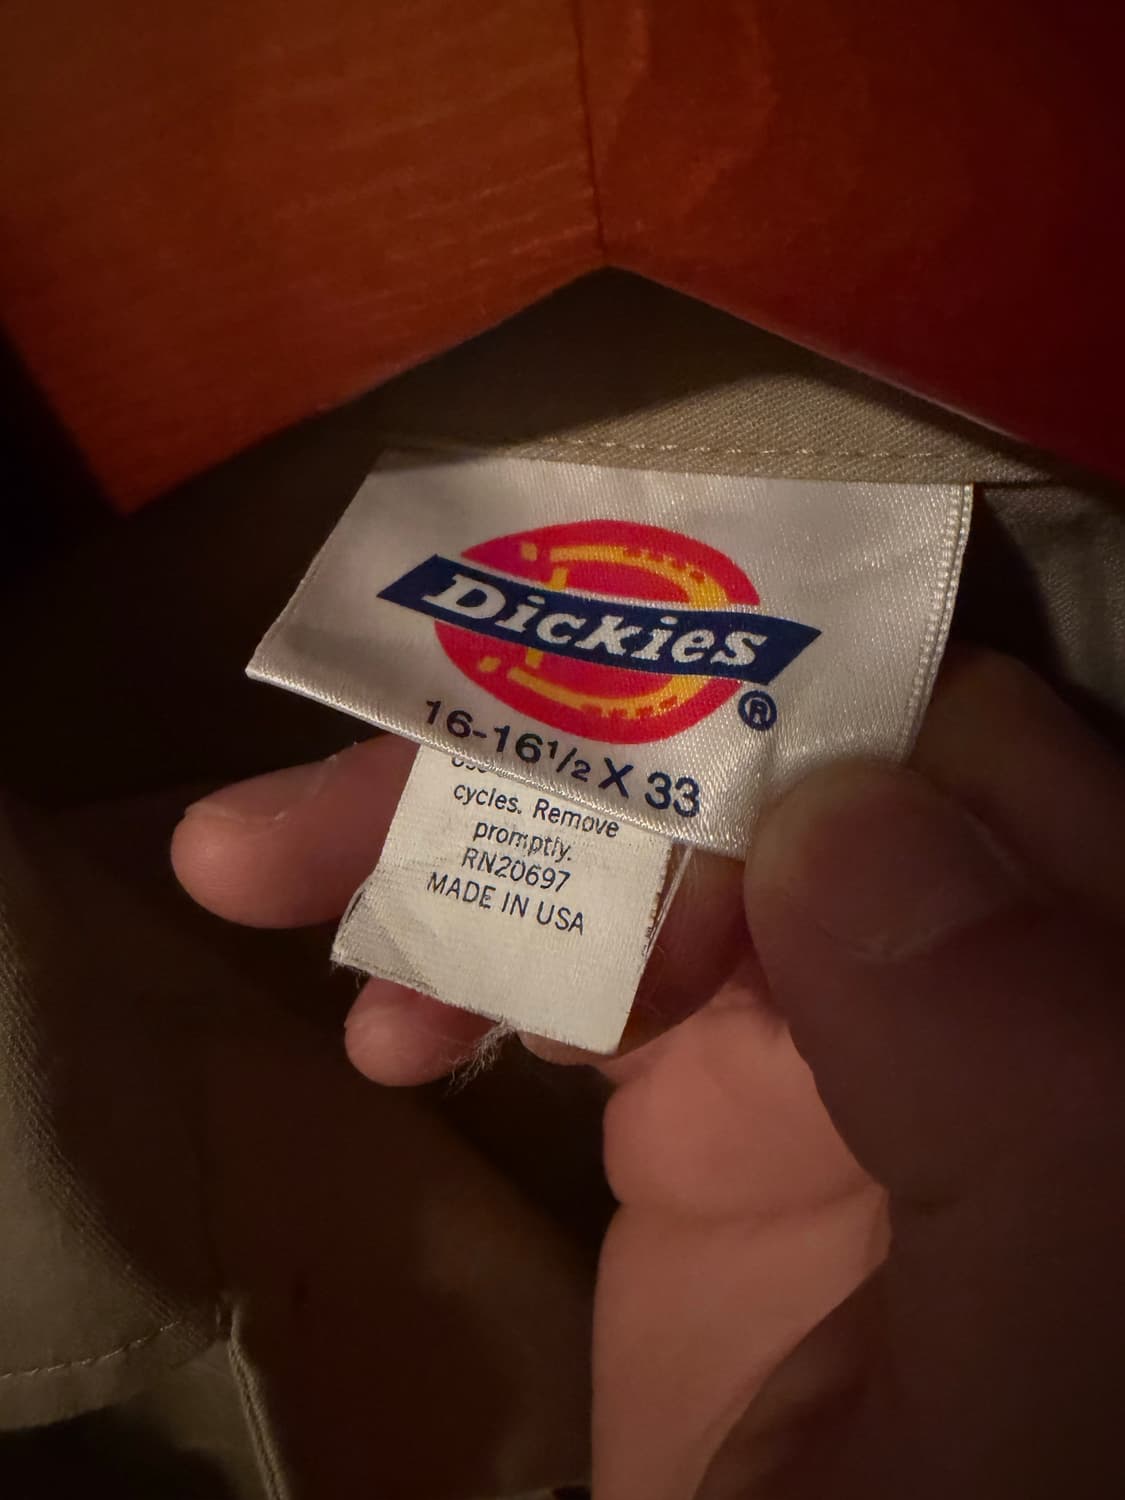 Dickies
®
16-16½ X 33
cycles. Remove
promptly.
RN20697
MADE IN USA